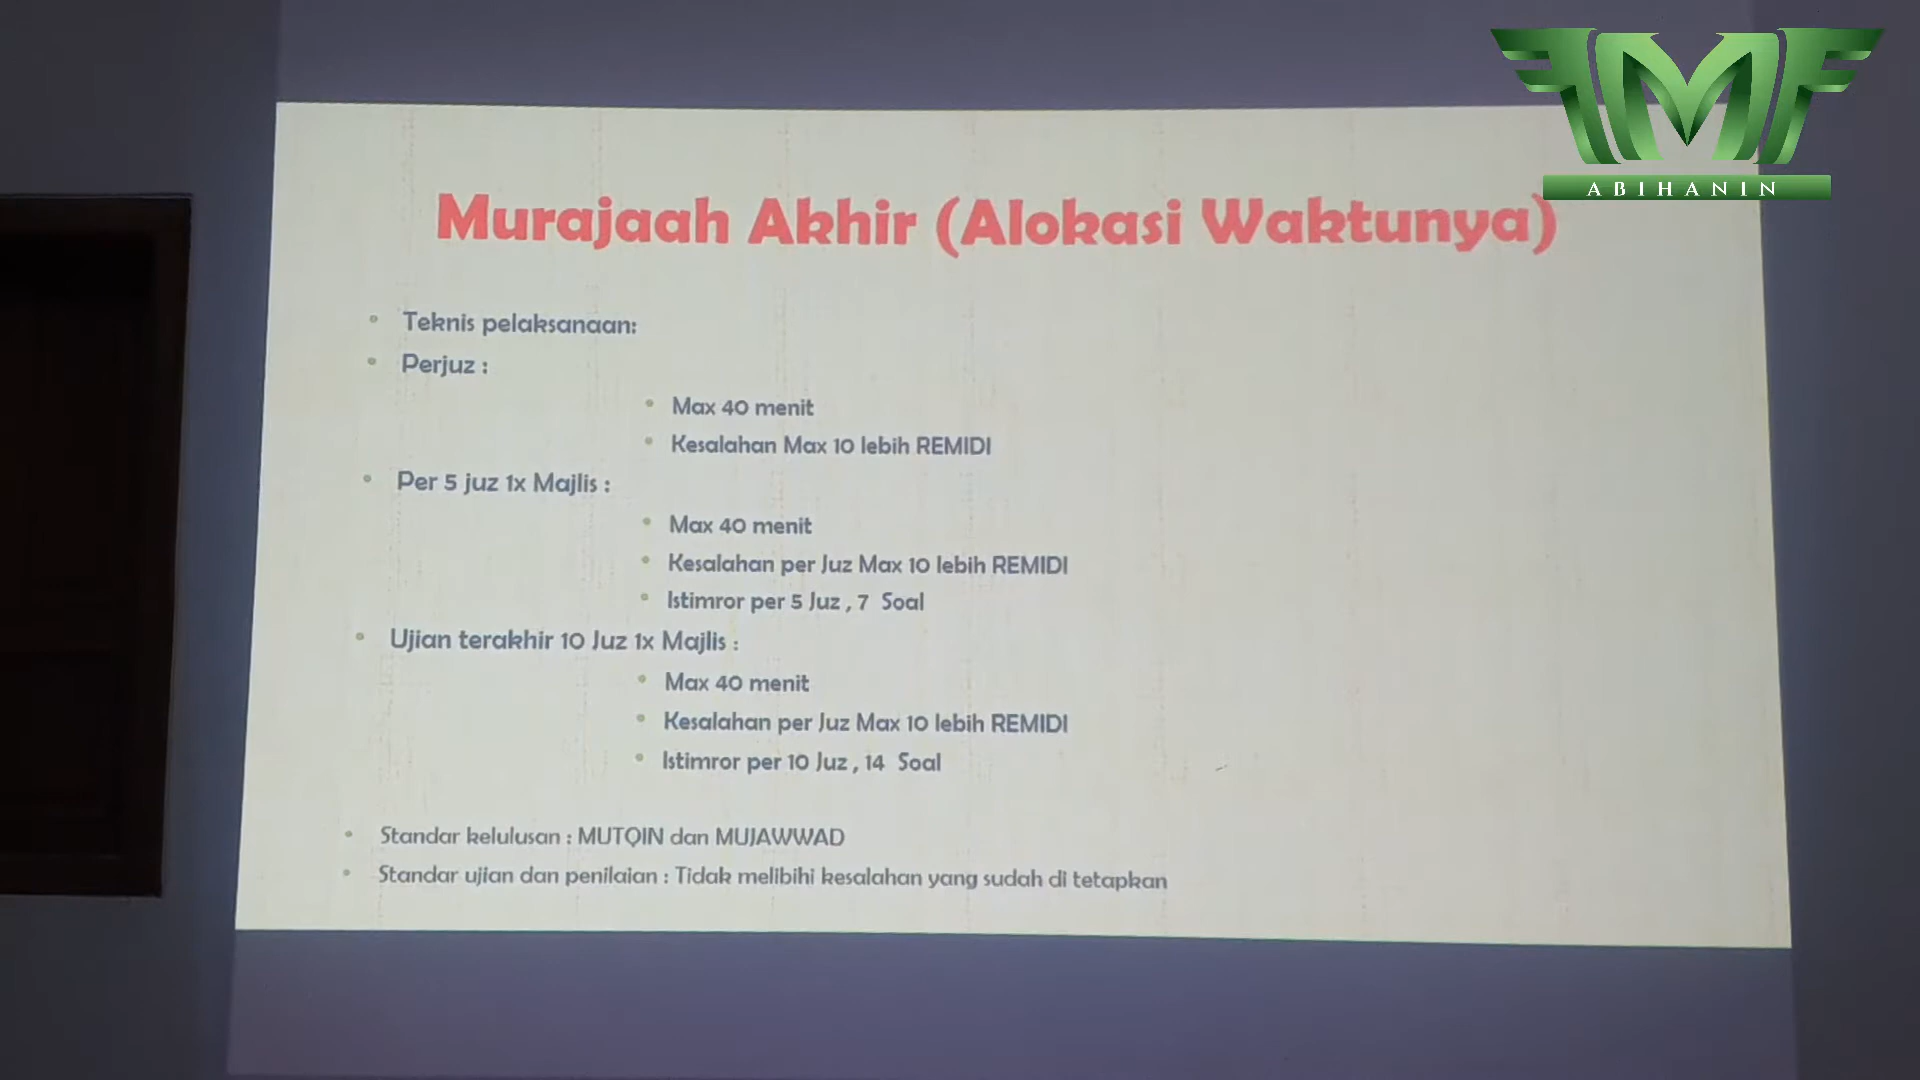 FMF
ABIHANIN
Murajaah Akhir (Alokasi Waktunya)
• Teknis pelaksanaan:
• Perjuz :
• Max 40 menit
• Kesalahan Max 10 lebih REMIDI
• Per 5 juz 1x Majlis :
• Max 40 menit
• Kesalahan per Juz Max 10 lebih REMIDI
• Istimror per 5 Juz , 7 Soal
• Ujian terakhir 10 Juz 1x Majlis :
• Max 40 menit
• Kesalahan per Juz Max 10 lebih REMIDI
• Istimror per 10 Juz , 14 Soal
• Standar kelulusan : MUTQIN dan MUJAWWAD
• Standar ujian dan penilaian : Tidak melibihi kesalahan yang sudah di tetapkan